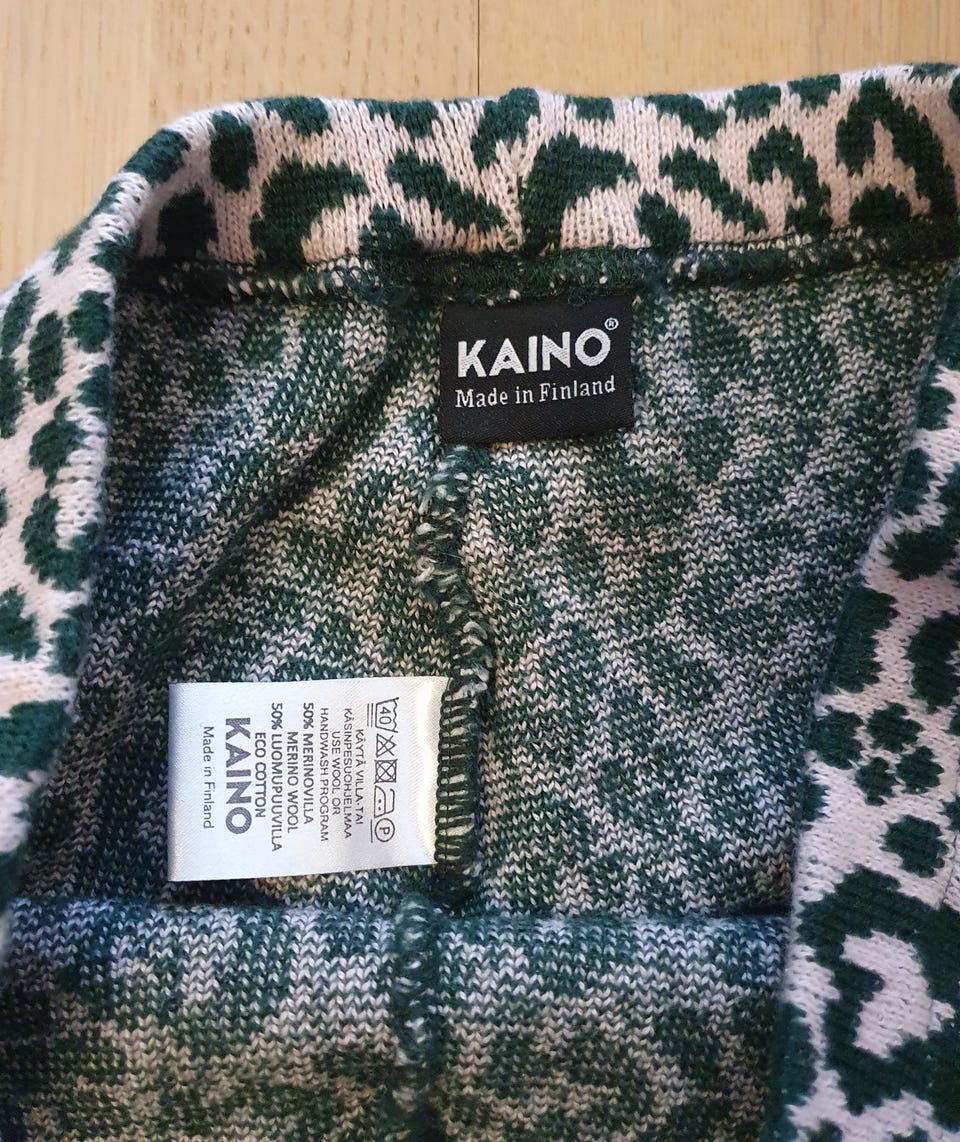 KAINO®
Made in Finland
40 P
KÄYTÄ VILLA-TAI
KÄSINPESUOHJELMAA
USE WOOL OR
HANDWASH PROGRAM
50% MERINOVILLA
MERINO WOOL
50% LUOMUPUUVILLA
ECO COTTON
KAINO
Made in Finland